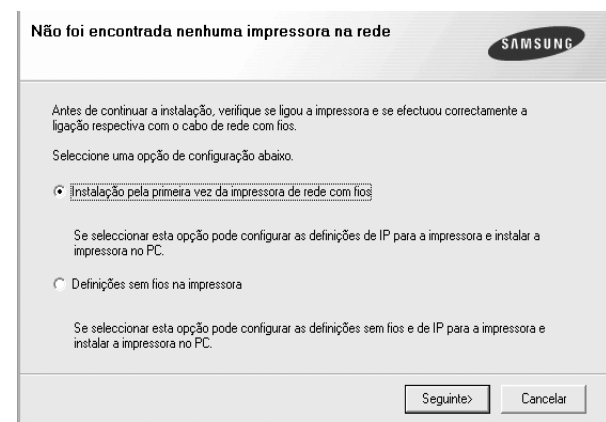 Não foi encontrada nenhuma impressora na rede
SAMSUNG
Antes de continuar a instalação, verifique se ligou a impressora e se efectuou correctamente a
ligação respectiva com o cabo de rede com fios.
Seleccione uma opção de configuração abaixo.
Instalação pela primeira vez da impressora de rede com fios
Se seleccionar esta opção pode configurar as definições de IP para a impressora e instalar a
impressora no PC.
Definições sem fios na impressora
Se seleccionar esta opção pode configurar as definições sem fios e de IP para a impressora e
instalar a impressora no PC.
Seguinte>
Cancelar